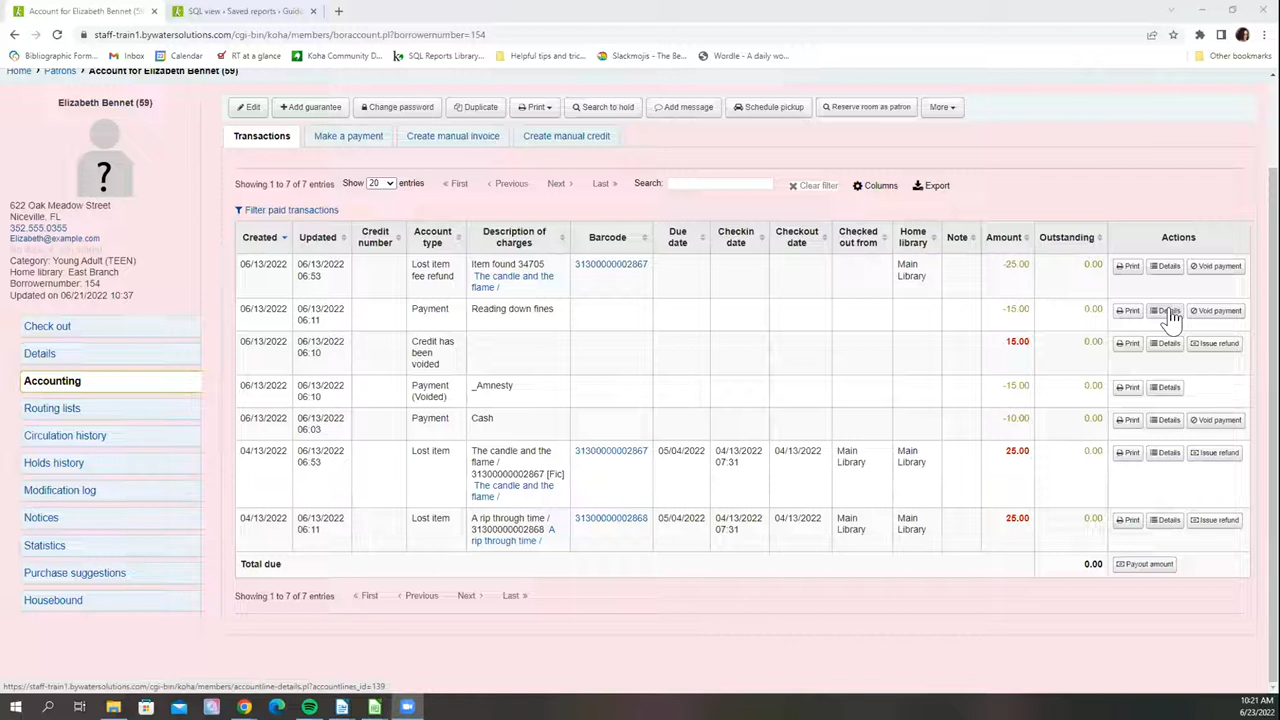 Account for Elizabeth Bennet (59)
SQL view › Saved reports › Guid
staff-train1.bywatersolutions.com/cgi-bin/koha/members/boraccount.pl?borrowernumber=154
Bibliographic Form... Inbox Calendar RT at a glance Koha Community D... SQL Reports Library... Helpful tips and tric... Slackmojis - The Be... Wordle - A daily wo... Other bookmarks
Home Patrons Account for Elizabeth Bennet (59)
Elizabeth Bennet (59)
?
622 Oak Meadow Street
Niceville, FL
352.555.0355
Elizabeth@example.com
Category: Young Adult (TEEN)
Home library: East Branch
Borrowernumber: 154
Updated on 06/21/2022 10:37
Check out
Details
Accounting
Routing lists
Circulation history
Holds history
Modification log
Notices
Statistics
Purchase suggestions
Housebound
Edit Add guarantee Change password Duplicate Print Search to hold Add message Schedule pickup Reserve room as patron More
Transactions Make a payment Create manual invoice Create manual credit
Showing 1 to 7 of 7 entries Show 20 entries « First ‹ Previous Next › Last » Search: Clear filter Columns Export
Filter paid transactions
Created Updated Credit number Account type Description of charges Barcode Due date Checkin date Checkout date Checked out from Home library Note Amount Outstanding Actions
06/13/2022 06/13/2022 06:53 Lost item fee refund Item found 34705 The candle and the flame / 31300000002867 Main Library -25.00 0.00 Print Details Void payment
06/13/2022 06/13/2022 06:11 Payment Reading down fines -15.00 0.00 Print Details Void payment
06/13/2022 06/13/2022 06:10 Credit has been voided 15.00 0.00 Print Details Issue refund
06/13/2022 06/13/2022 06:10 Payment (Voided) _Amnesty -15.00 0.00 Print Details
06/13/2022 06/13/2022 06:03 Payment Cash -10.00 0.00 Print Details Void payment
04/13/2022 06/13/2022 06:53 Lost item The candle and the flame / 31300000002867 [Fic] The candle and the flame / 31300000002867 05/04/2022 04/13/2022 07:31 04/13/2022 Main Library Main Library 25.00 0.00 Print Details Issue refund
04/13/2022 06/13/2022 06:11 Lost item A rip through time / 31300000002868 A rip through time / 31300000002868 05/04/2022 04/13/2022 07:31 04/13/2022 Main Library Main Library 25.00 0.00 Print Details Issue refund
Total due 0.00 Payout amount
Showing 1 to 7 of 7 entries « First ‹ Previous Next › Last »
https://staff-train1.bywatersolutions.com/cgi-bin/koha/members/accountline-details.pl?accountlines_id=139
10:21 AM
6/23/2022